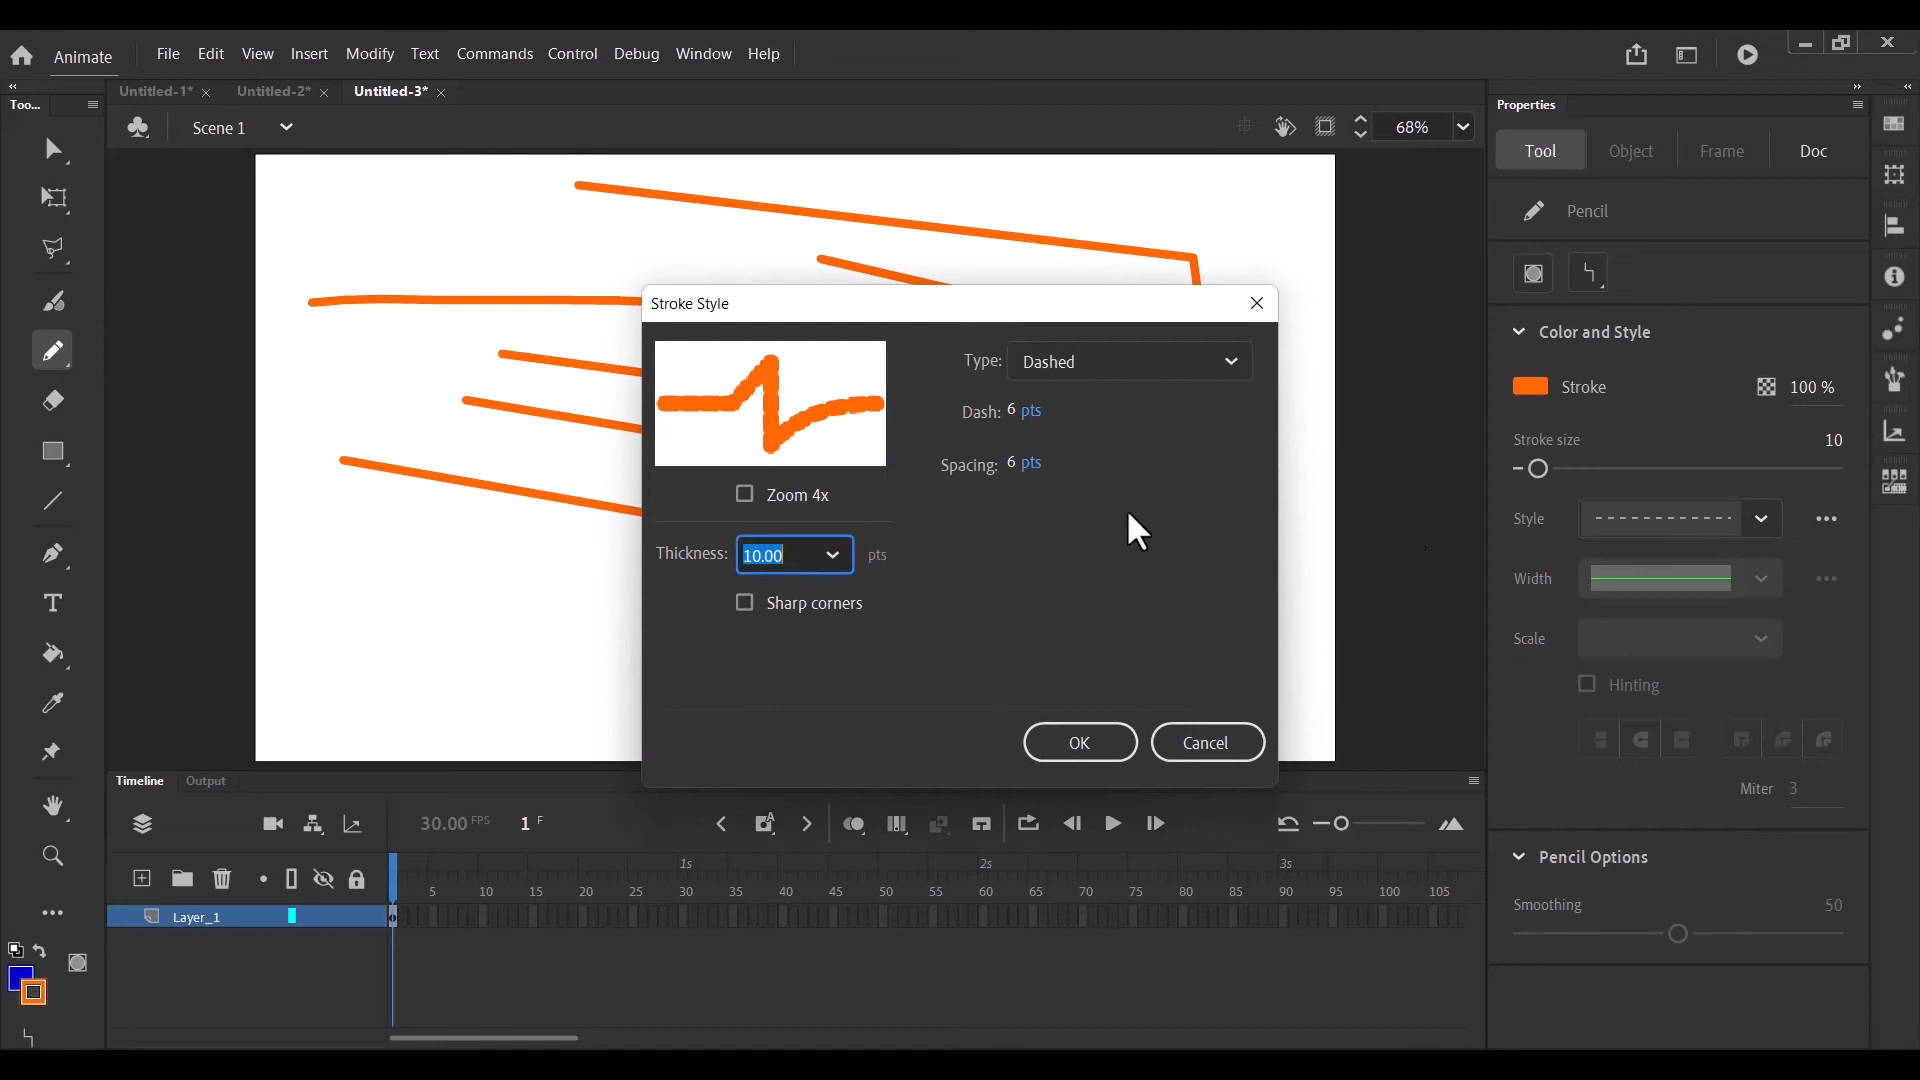 Animate File Edit View Insert Modify Text Commands Control Debug Window Help
Too...
Untitled-1* Untitled-2* Untitled-3*
Scene 1 68%
Stroke Style
Type: Dashed
Dash: 6 pts
Spacing: 6 pts
Zoom 4x
Thickness: 10.00 pts
Sharp corners
OK Cancel
Properties
Tool Object Frame Doc
Pencil
Color and Style
Stroke 100 %
Stroke size 10
Style
Width
Scale
Hinting
Miter 3
Pencil Options
Smoothing 50
Timeline Output
30.00 FPS 1 F
1s 2s 3s
5 10 15 20 25 30 35 40 45 50 55 60 65 70 75 80 85 90 95 100 105
Layer_1